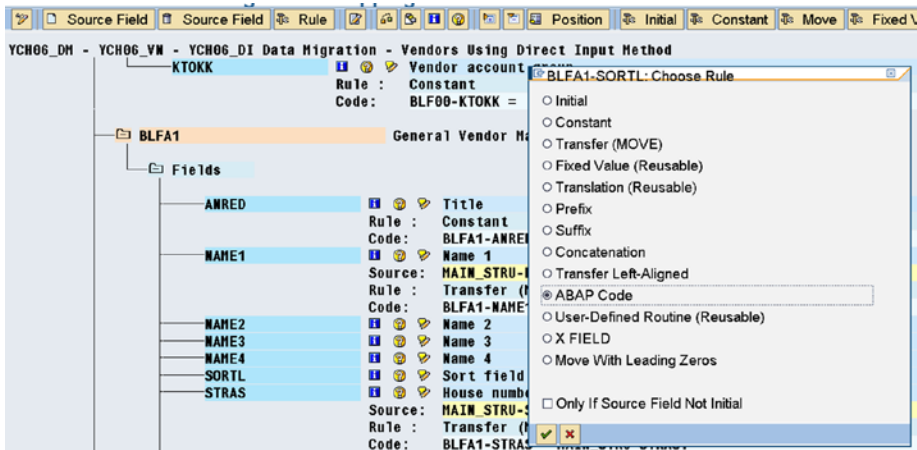 Source Field Source Field Rule Position Initial Constant Move Fixed V
YCH06_DM - YCH06_VN - YCH06_DI Data Migration - Vendors Using Direct Input Method
KTOKK Vendor account
Rule : Constant
Code: BLF00-KTOKK =
BLFA1 General Vendor Ma
Fields
ANRED Title
Rule : Constant
Code: BLFA1-ANRED
NAME1 Name 1
Source: MAIN_STRU-
Rule : Transfer (M
Code: BLFA1-NAME1
NAME2 Name 2
NAME3 Name 3
NAME4 Name 4
SORTL Sort field
STRAS House numbe
Source: MAIN_STRU-S
Rule : Transfer (M
Code: BLFA1-STRAS
BLFA1-SORTL: Choose Rule
Initial
Constant
Transfer (MOVE)
Fixed Value (Reusable)
Translation (Reusable)
Prefix
Suffix
Concatenation
Transfer Left-Aligned
ABAP Code
User-Defined Routine (Reusable)
X FIELD
Move With Leading Zeros
Only If Source Field Not Initial